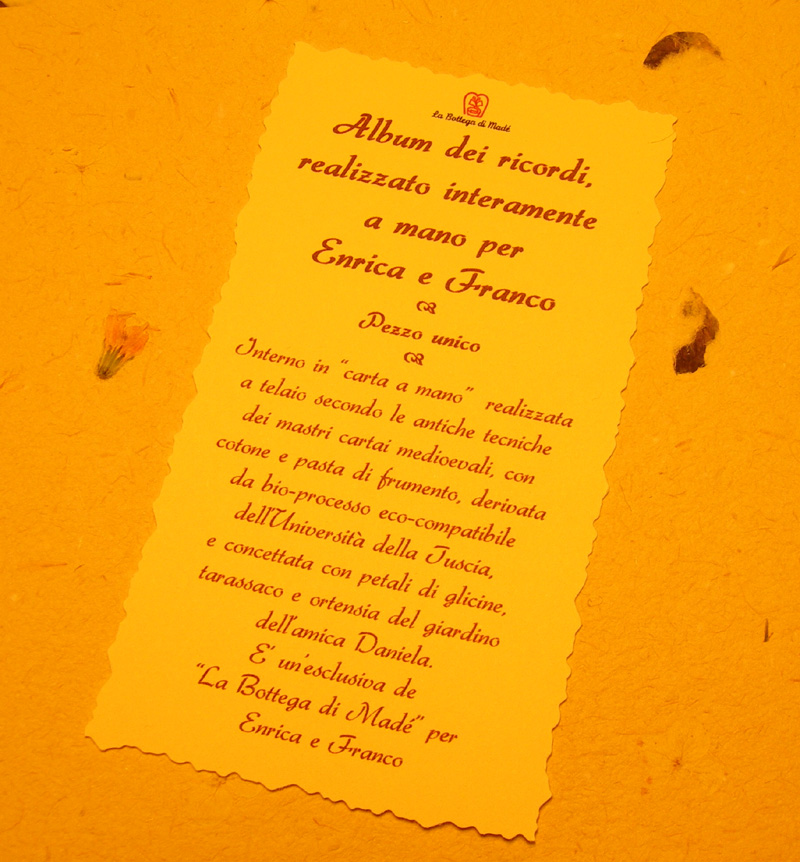 La Bottega di Madé
Album dei ricordi,
realizzato interamente
a mano per
Enrica e Franco
Pezzo unico
Interno in "carta a mano" realizzata
a telaio secondo le antiche tecniche
dei mastri cartai medioevali, con
cotone e pasta di frumento, derivata
da bio-processo eco-compatibile
dell'Università della Tuscia,
e concettata con petali di glicine,
tarassaco e ortensia del giardino
dell'amica Daniela.
E' un'esclusiva de
"La Bottega di Madé" per
Enrica e Franco